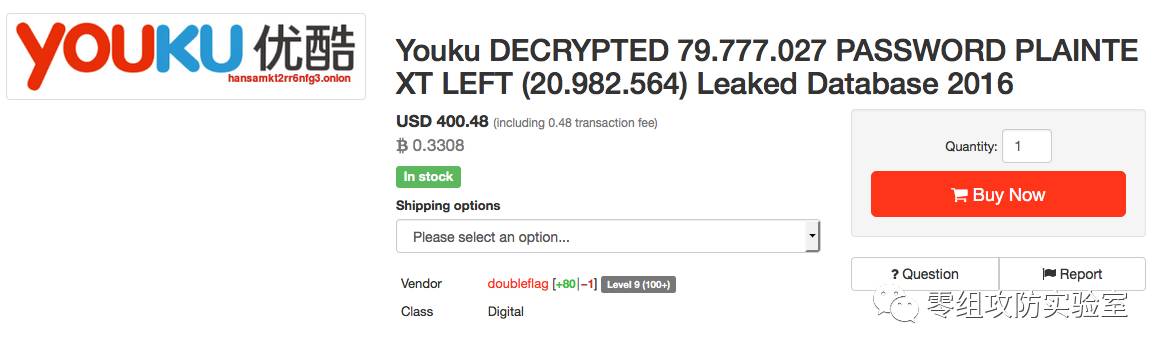 YOUKU 优酷
hansamkt2rr6nfg3.onion
Youku DECRYPTED 79.777.027 PASSWORD PLAINTE
XT LEFT (20.982.564) Leaked Database 2016
USD 400.48 (including 0.48 transaction fee)
฿ 0.3308
In stock
Shipping options
Please select an option...
Quantity: 1
Buy Now
? Question
Report
Vendor doubleflag [+80|−1] Level 9 (100+)
Class Digital
零组攻防实验室